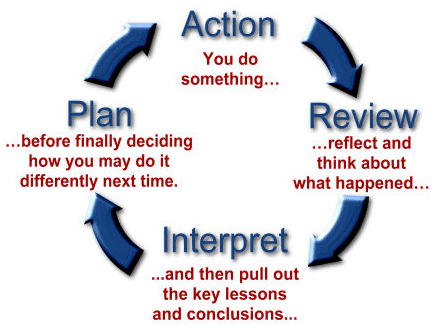 Action
You do
something…
Review
…reflect and
think about
what happened…
Interpret
...and then pull out
the key lessons
and conclusions...
Plan
…before finally deciding
how you may do it
differently next time.